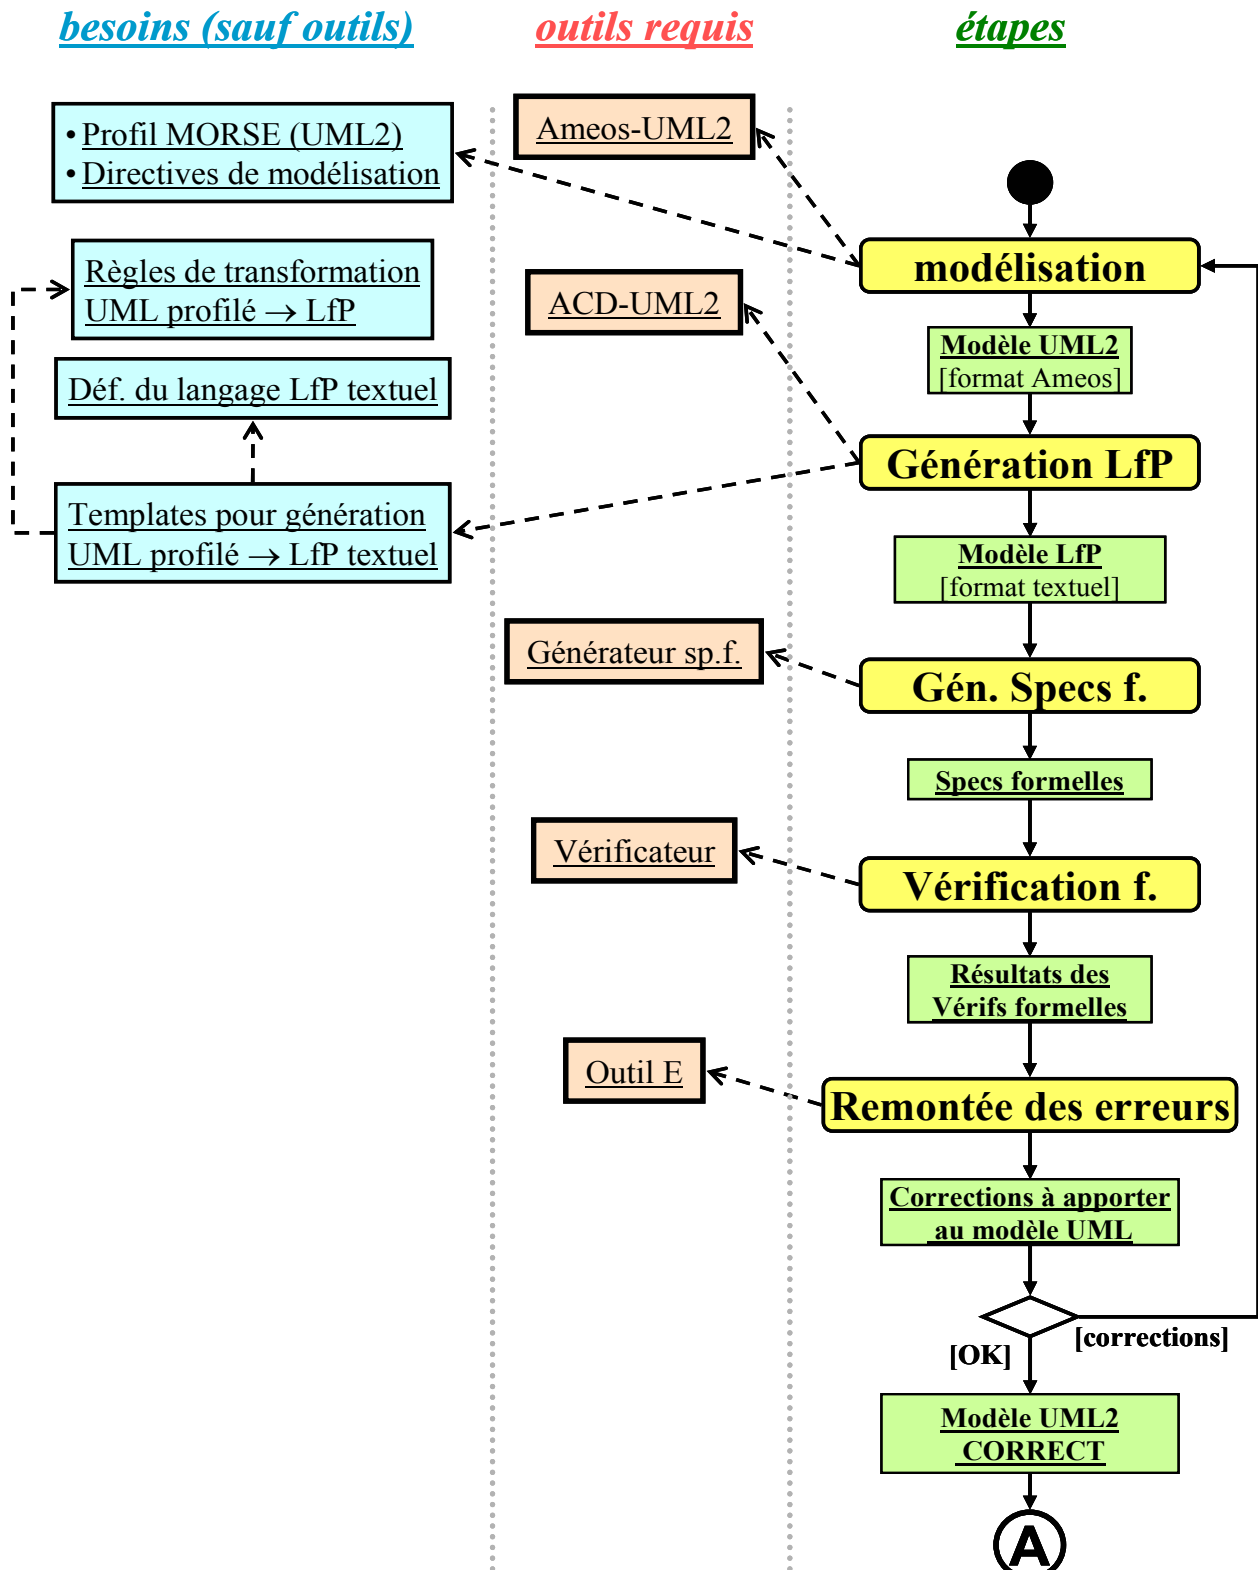 besoins (sauf outils)
outils requis
étapes
• Profil MORSE (UML2)
• Directives de modélisation
Règles de transformation
UML profilé → LfP
Déf. du langage LfP textuel
Templates pour génération
UML profilé → LfP textuel
Ameos-UML2
ACD-UML2
Générateur sp.f.
Vérificateur
Outil E
modélisation
Modèle UML2
[format Ameos]
Génération LfP
Modèle LfP
[format textuel]
Gén. Specs f.
Specs formelles
Vérification f.
Résultats des
Vérifs formelles
Remontée des erreurs
Corrections à apporter
au modèle UML
[corrections]
[OK]
Modèle UML2
CORRECT
A